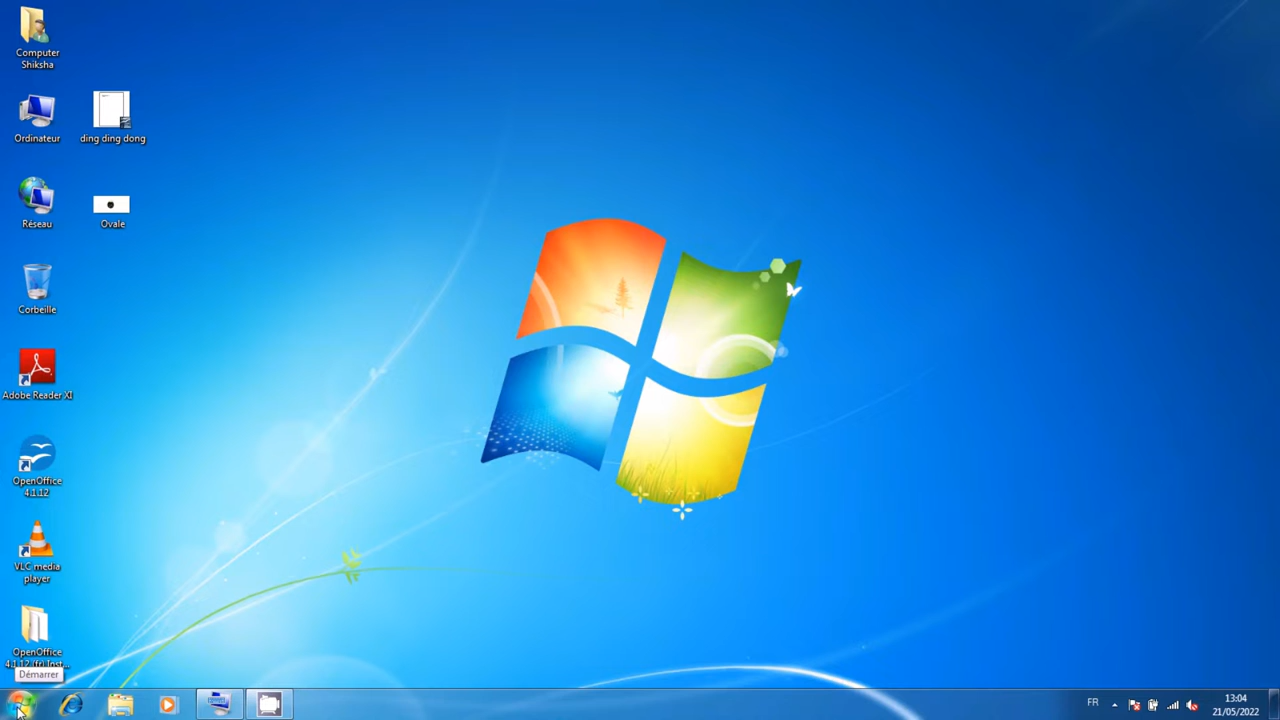 Computer
Shiksha
Ordinateur
ding ding dong
Réseau
Ovale
Corbeille
Adobe Reader XI
OpenOffice
4.1.12
VLC media
player
OpenOffice
4.1.12 (fr) Inst...
Démarrer
FR
13:04
21/05/2022